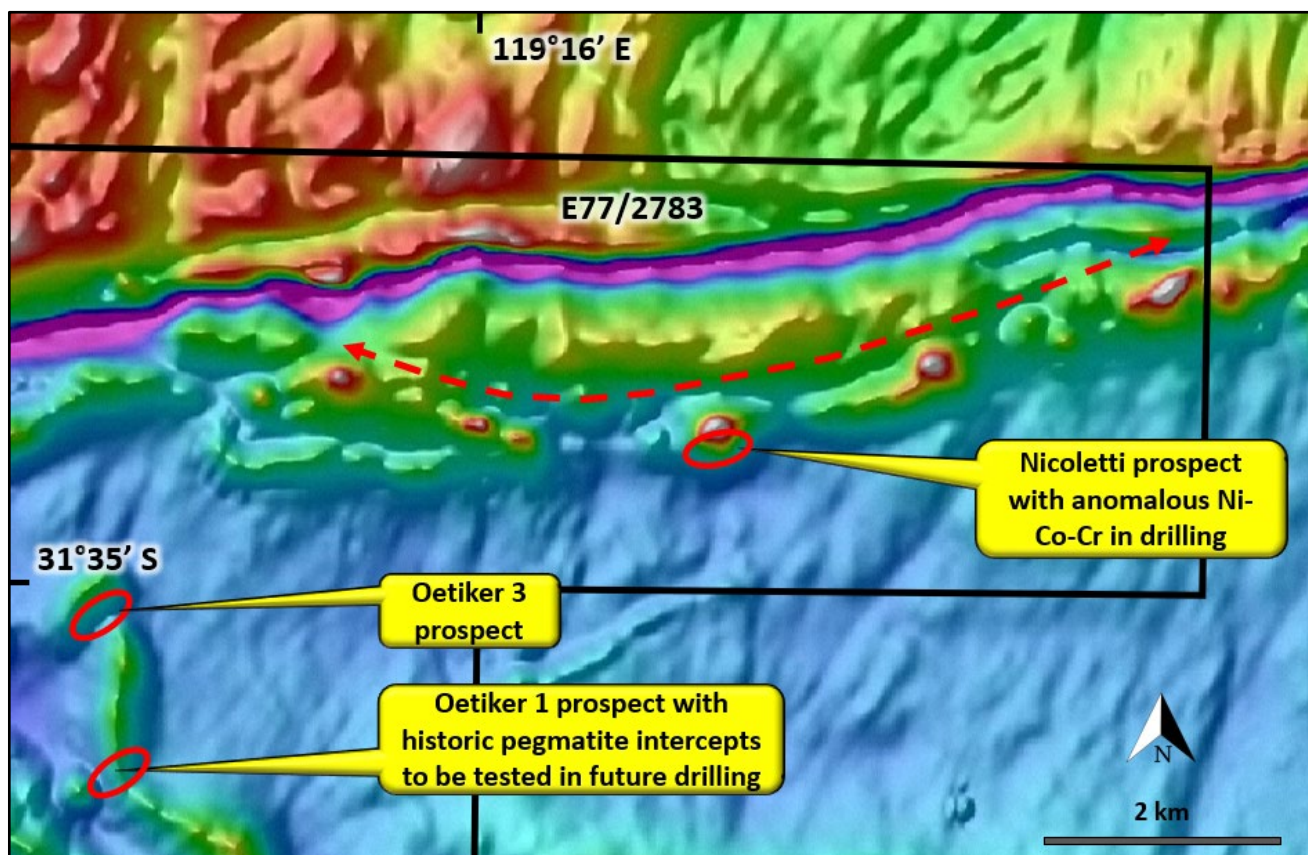 119°16’ E
E77/2783
Nicoletti prospect
with anomalous Ni-
Co-Cr in drilling
31°35’ S
Oetiker 3
prospect
Oetiker 1 prospect with
historic pegmatite intercepts
to be tested in future drilling
N
2 km